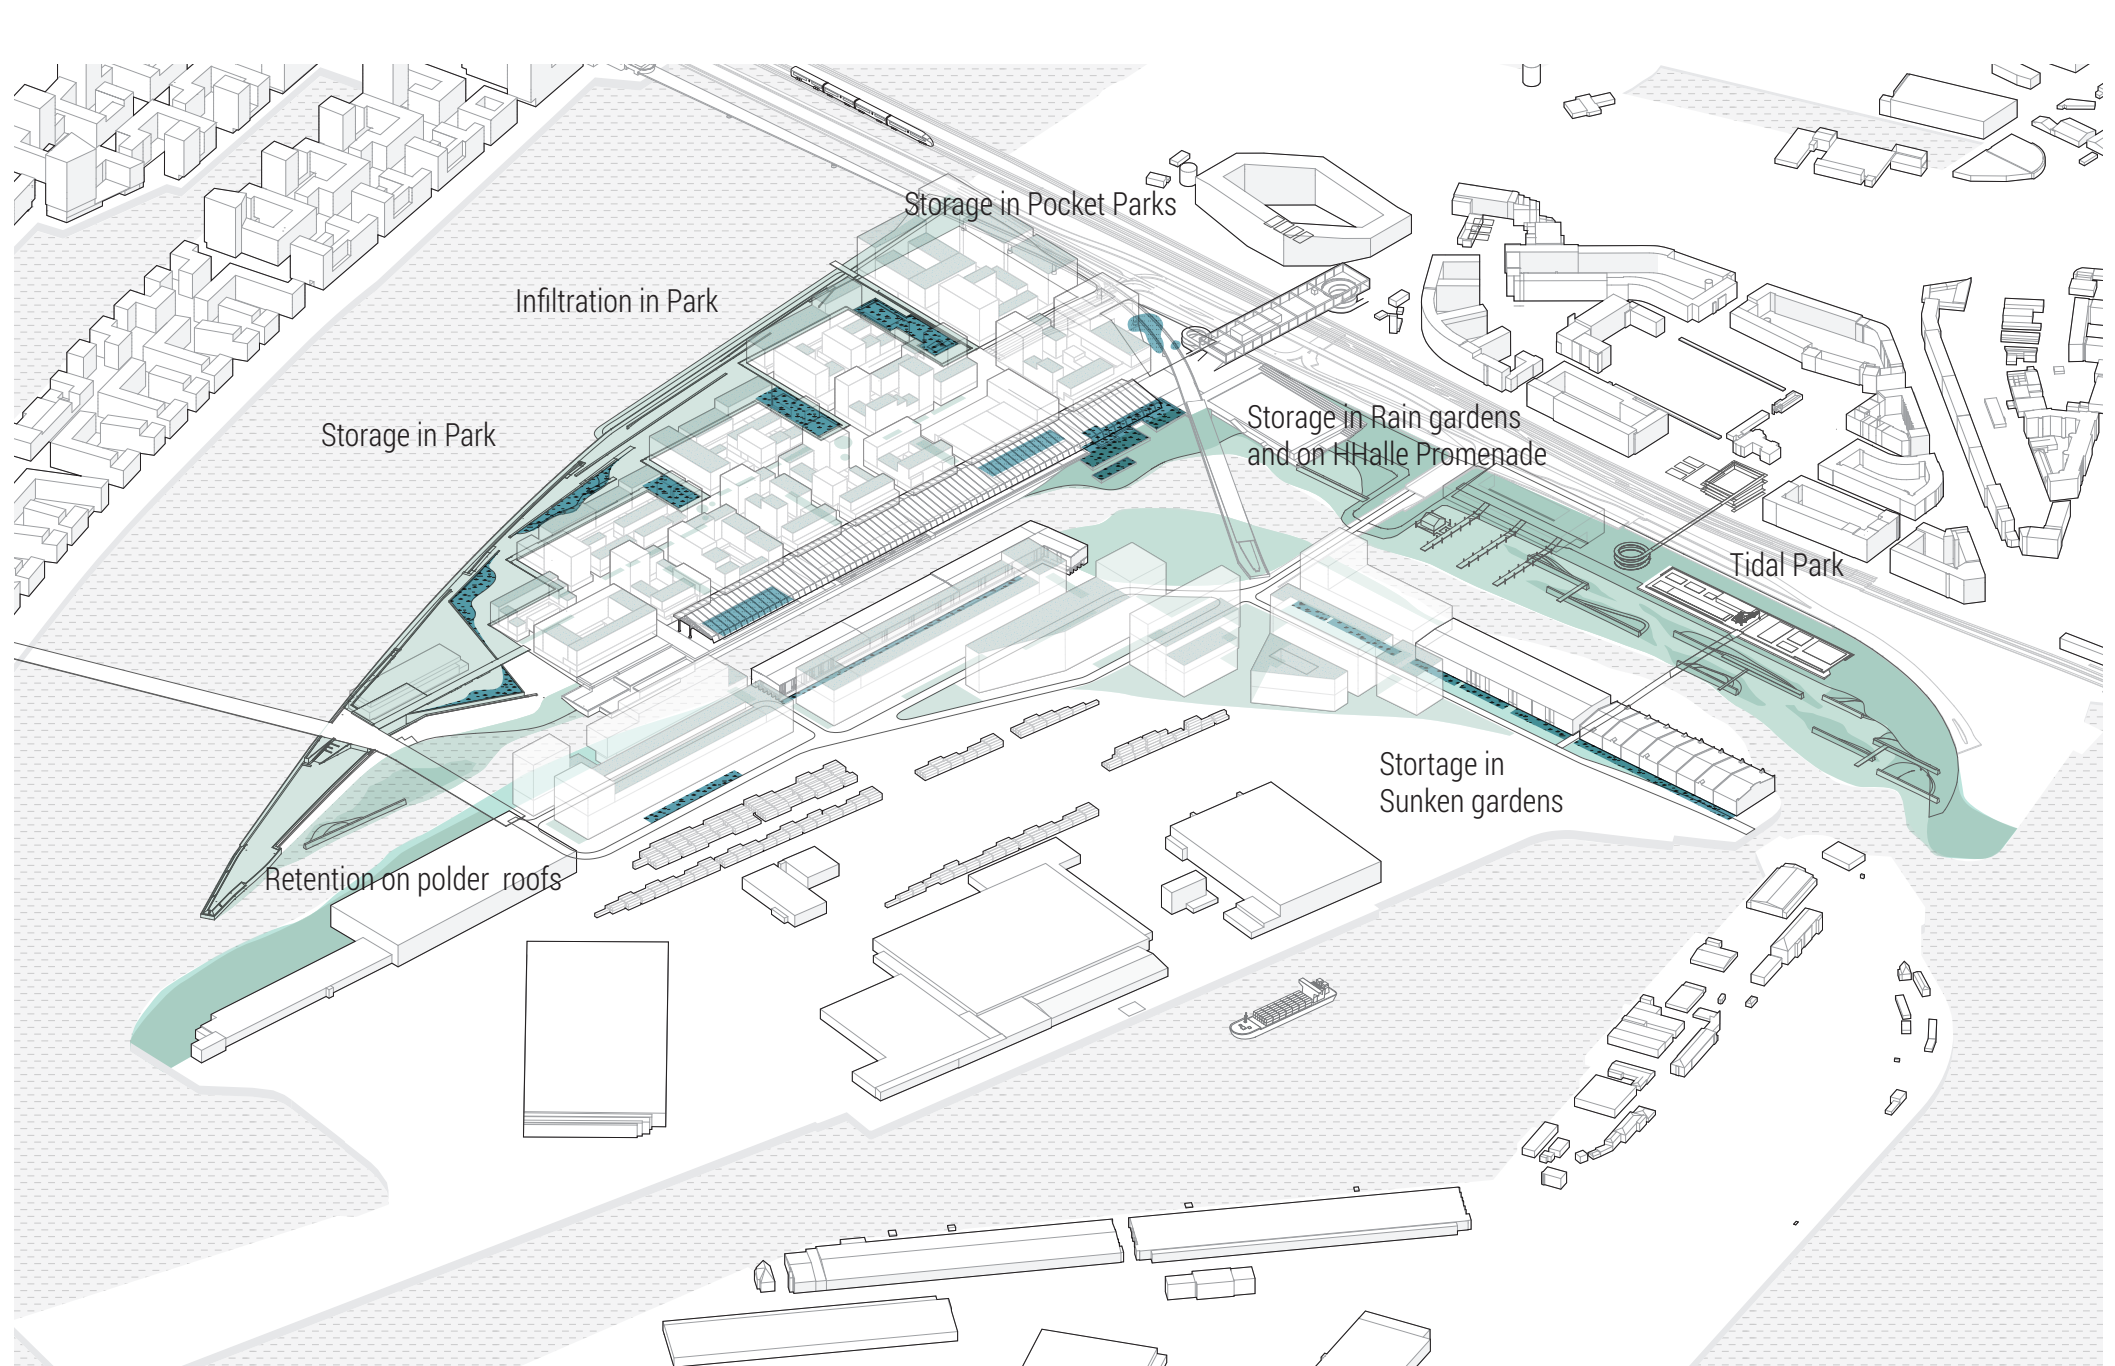 Storage in Pocket Parks
Infiltration in Park
Storage in Park
Storage in Rain gardens
and on HHalle Promenade
Tidal Park
Stortage in
Sunken gardens
Retention on polder roofs